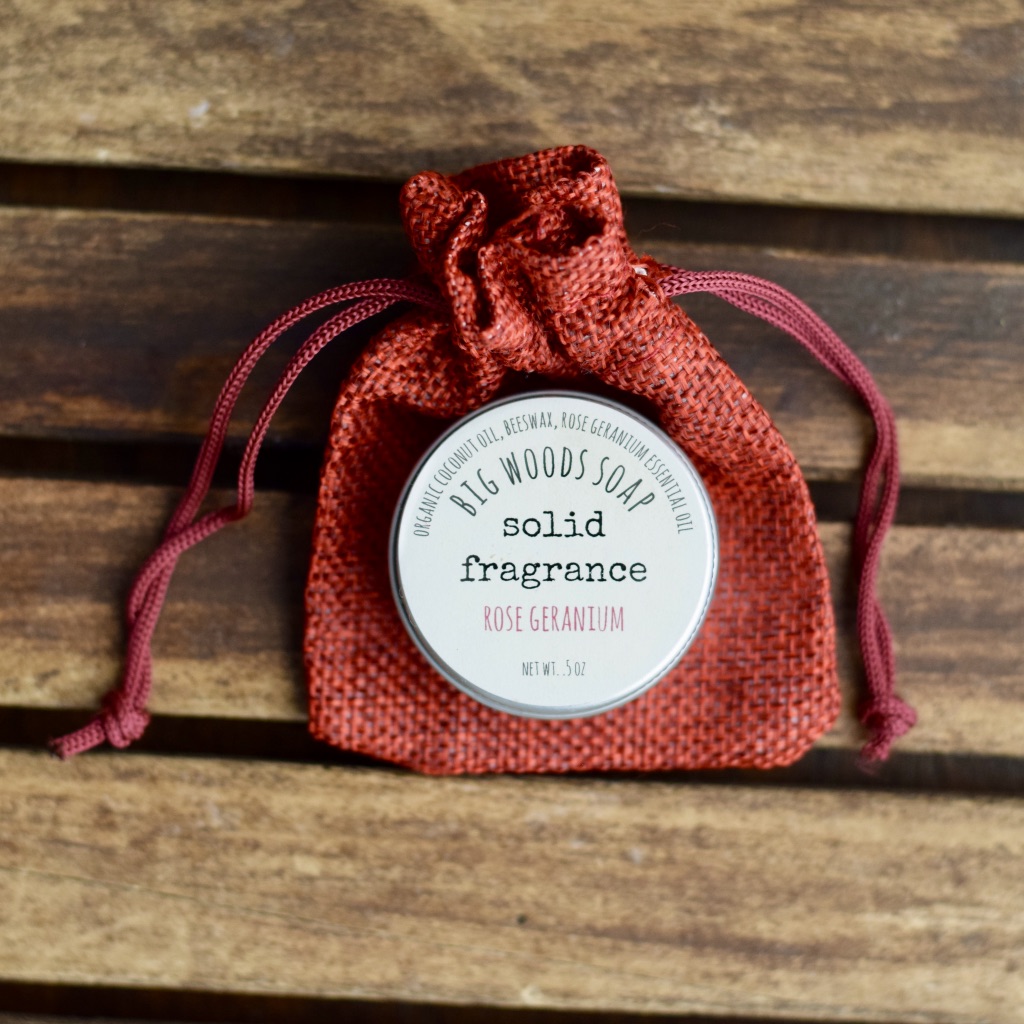 ORGANIC COCONUT OIL, BEESWAX, ROSE GERANIUM ESSENTIAL OIL
BIG WOODS SOAP
solid
fragrance
ROSE GERANIUM
NET WT. .5 OZ